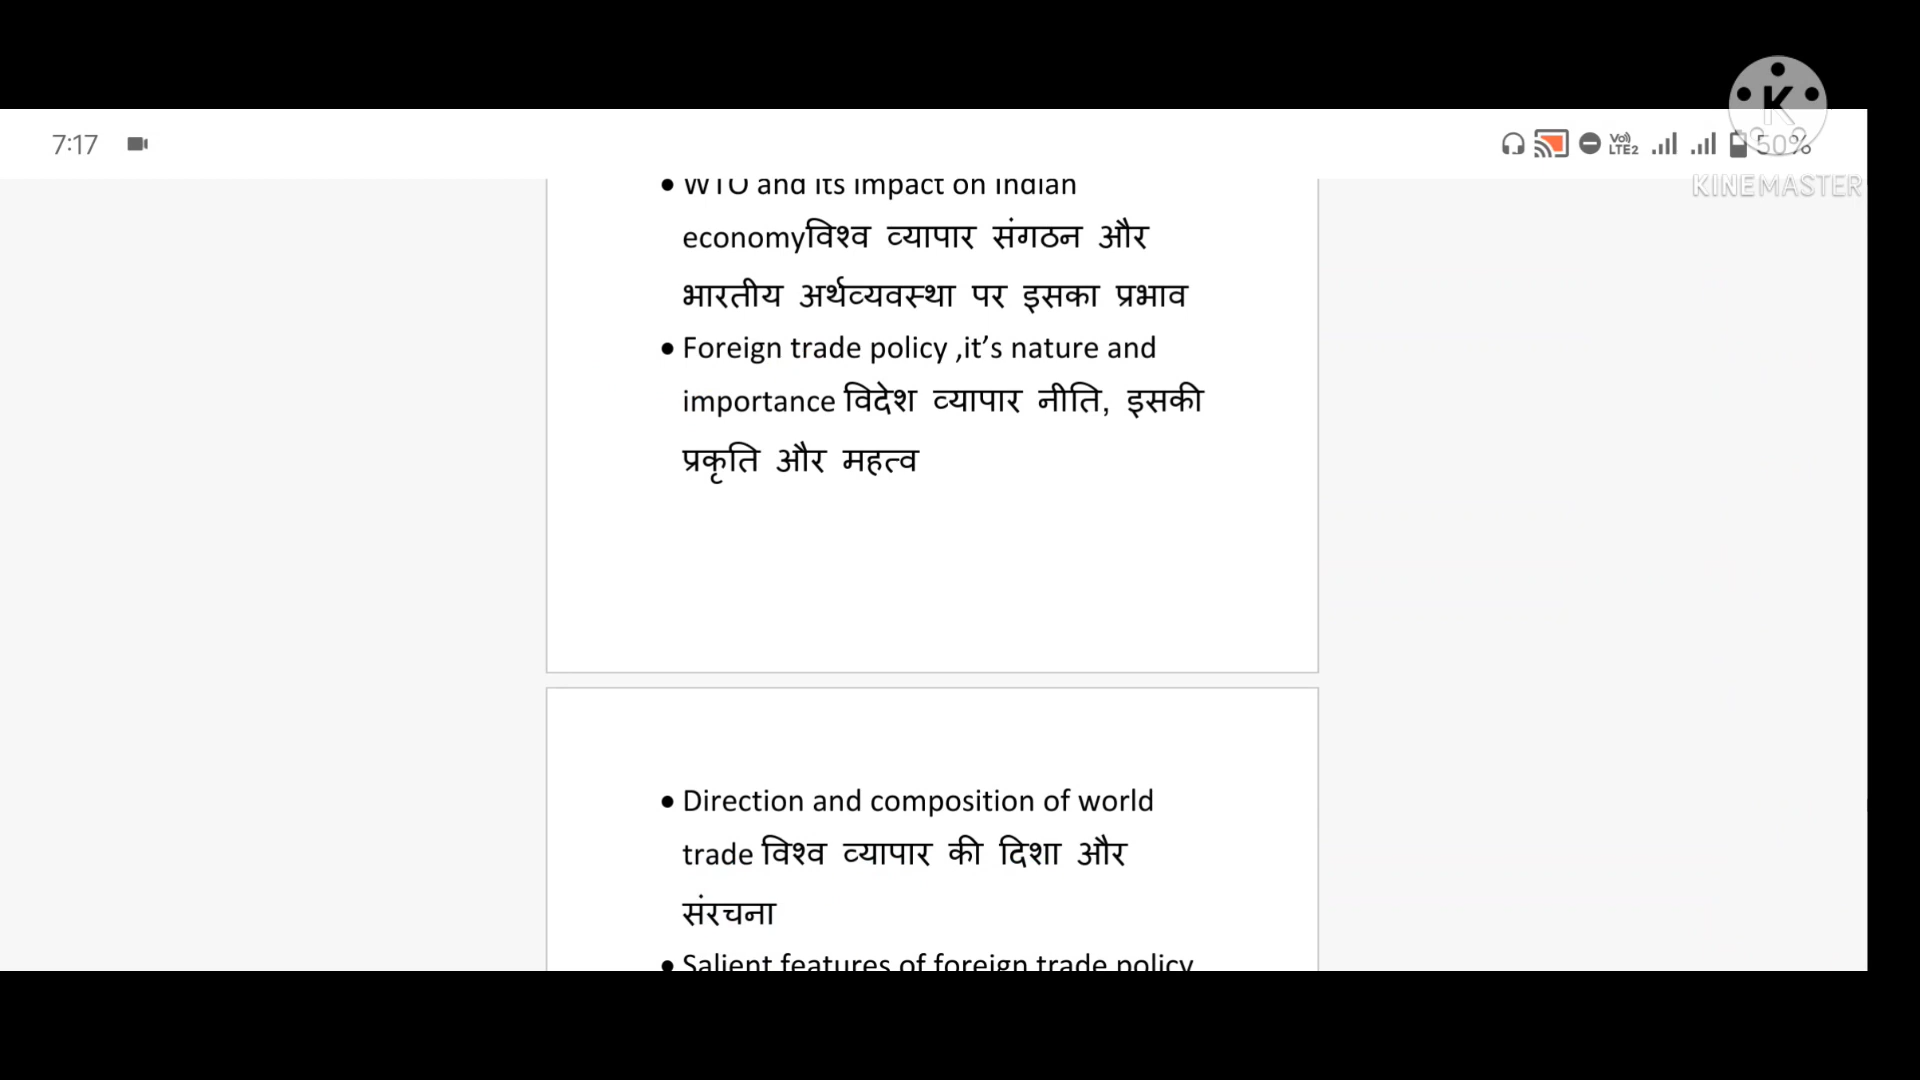 7:17
Vo)) LTE2 50%
K
KINEMASTER
• WTO and its impact on Indian
economyविश्व व्यापार संगठन और
भारतीय अर्थव्यवस्था पर इसका प्रभाव
• Foreign trade policy ,it’s nature and
importance विदेश व्यापार नीति, इसकी
प्रकृति और महत्व
• Direction and composition of world
trade विश्व व्यापार की दिशा और
संरचना
• Salient features of foreign trade policy